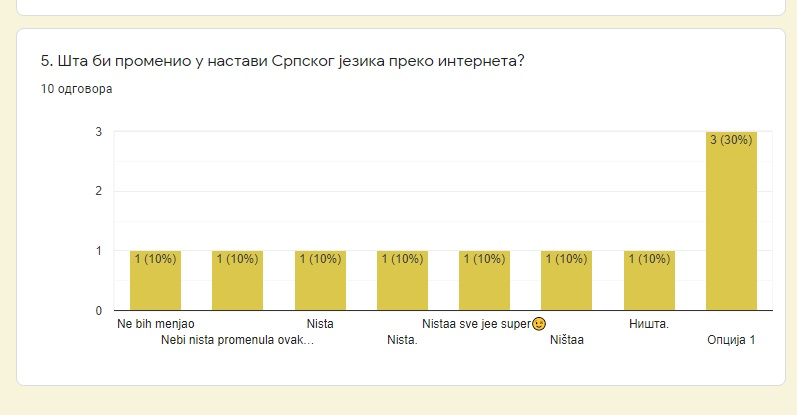 5. Шта би променио у настави Српског језика преко интернета?
10 одговора
3
2
1
0
1 (10%)
1 (10%)
1 (10%)
1 (10%)
1 (10%)
1 (10%)
1 (10%)
3 (30%)
Ne bih menjao
Nebi nista promenula ovak...
Nista
Nista.
Nistaa sve jee super😉
Ništaa
Ништа.
Опција 1